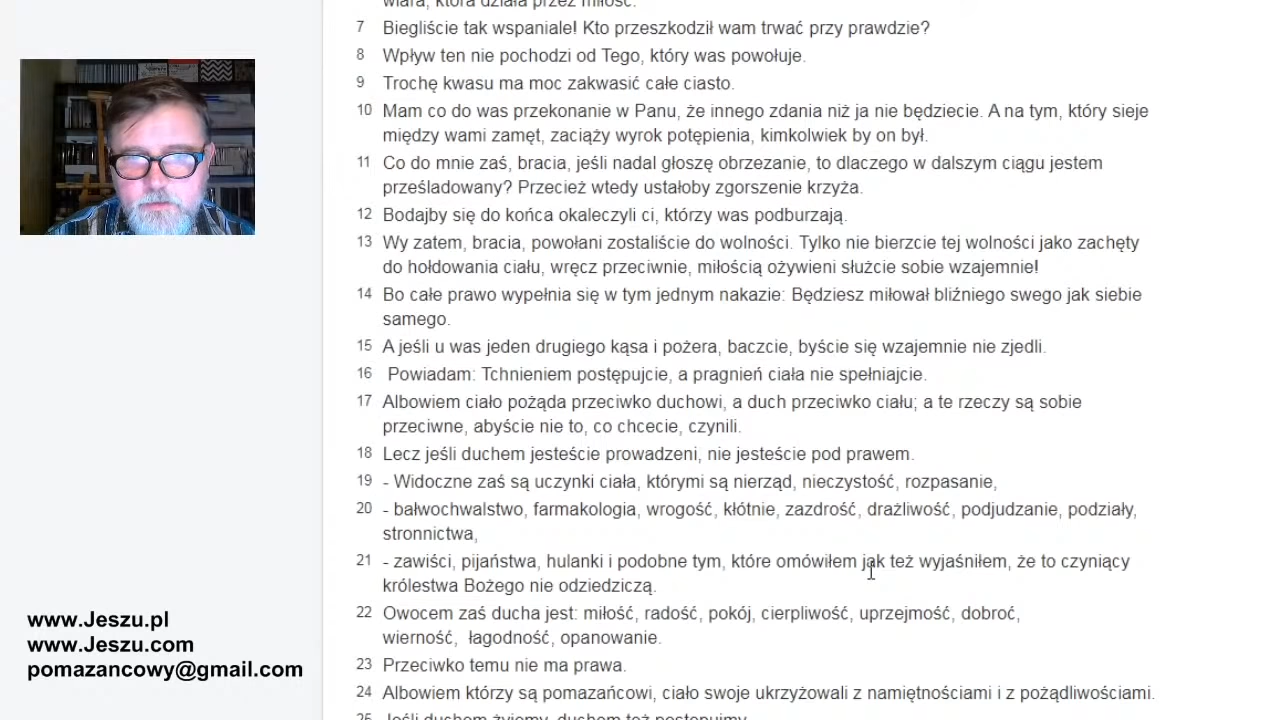 wiara, która działa przez miłość.
7 Biegliście tak wspaniale! Kto przeszkodził wam trwać przy prawdzie?
8 Wpływ ten nie pochodzi od Tego, który was powołuje.
9 Trochę kwasu ma moc zakwasić całe ciasto.
10 Mam co do was przekonanie w Panu, że innego zdania niż ja nie będziecie. A na tym, który sieje
między wami zamęt, zaciąży wyrok potępienia, kimkolwiek by on był.
11 Co do mnie zaś, bracia, jeśli nadal głoszę obrzezanie, to dlaczego w dalszym ciągu jestem
prześladowany? Przecież wtedy ustałoby zgorszenie krzyża.
12 Bodajby się do końca okaleczyli ci, którzy was podburzają.
13 Wy zatem, bracia, powołani zostaliście do wolności. Tylko nie bierzcie tej wolności jako zachęty
do hołdowania ciału, wręcz przeciwnie, miłością ożywieni służcie sobie wzajemnie!
14 Bo całe prawo wypełnia się w tym jednym nakazie: Będziesz miłował bliźniego swego jak siebie
samego.
15 A jeśli u was jeden drugiego kąsa i pożera, baczcie, byście się wzajemnie nie zjedli.
16 Powiadam: Tchnieniem postępujcie, a pragnień ciała nie spełniajcie.
17 Albowiem ciało pożąda przeciwko duchowi, a duch przeciwko ciału; a te rzeczy są sobie
przeciwne, abyście nie to, co chcecie, czynili.
18 Lecz jeśli duchem jesteście prowadzeni, nie jesteście pod prawem.
19 - Widoczne zaś są uczynki ciała, którymi są nierząd, nieczystość, rozpasanie,
20 - bałwochwalstwo, farmakologia, wrogość, kłótnie, zazdrość, drażliwość, podjudzanie, podziały,
stronnictwa,
21 - zawiści, pijaństwa, hulanki i podobne tym, które omówiłem jak też wyjaśniłem, że to czyniący
królestwa Bożego nie odziedziczą.
22 Owocem zaś ducha jest: miłość, radość, pokój, cierpliwość, uprzejmość, dobroć,
wierność, łagodność, opanowanie.
23 Przeciwko temu nie ma prawa.
24 Albowiem którzy są pomazańcowi, ciało swoje ukrzyżowali z namiętnościami i z pożądliwościami.
25 Jeśli duchem żyjemy, duchem też postępujmy
www.Jeszu.pl
www.Jeszu.com
pomazancowy@gmail.com